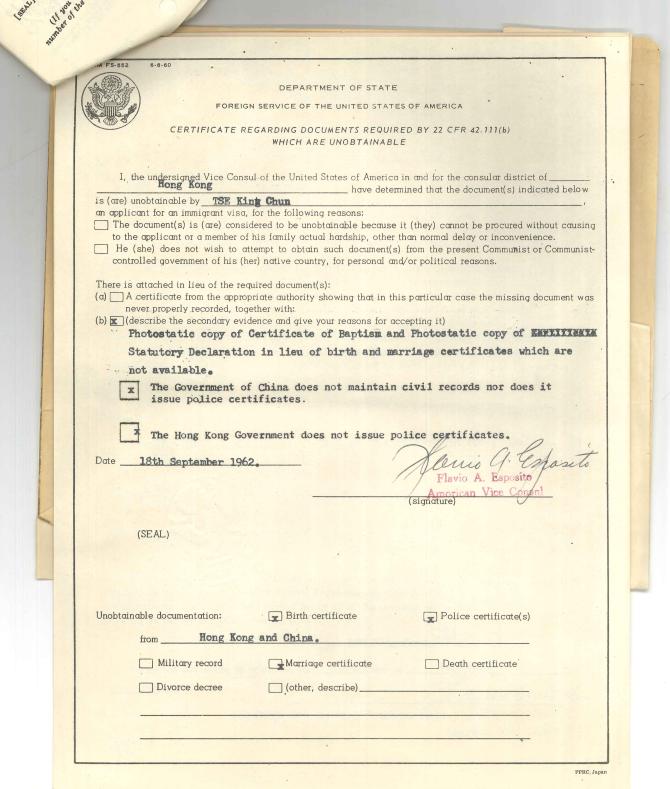 [SEAL]
(If you
number of the
M FS-552 6-8-60
DEPARTMENT OF STATE
FOREIGN SERVICE OF THE UNITED STATES OF AMERICA
CERTIFICATE REGARDING DOCUMENTS REQUIRED BY 22 CFR 42.111(b)
WHICH ARE UNOBTAINABLE
I, the undersigned Vice Consul of the United States of America in and for the consular district of
Hong Kong have determined that the document(s) indicated below
is (are) unobtainable by TSE King Chun,
an applicant for an immigrant visa, for the following reasons:
The document(s) is (are) considered to be unobtainable because it (they) cannot be procured without causing
to the applicant or a member of his family actual hardship, other than normal delay or inconvenience.
He (she) does not wish to attempt to obtain such document(s) from the present Communist or Communist-
controlled government of his (her) native country, for personal and/or political reasons.
There is attached in lieu of the required document(s):
(a) A certificate from the appropriate authority showing that in this particular case the missing document was
never properly recorded, together with:
(b) x (describe the secondary evidence and give your reasons for accepting it)
Photostatic copy of Certificate of Baptism and Photostatic copy of
Statutory Declaration in lieu of birth and marriage certificates which are
not available.
x The Government of China does not maintain civil records nor does it
issue police certificates.
x The Hong Kong Government does not issue police certificates.
Date 18th September 1962.
Flavio A. Esposito
Flavio A. Esposito
American Vice Consul
(signature)
(SEAL)
Unobtainable documentation: x Birth certificate x Police certificate(s)
from Hong Kong and China.
Military record x Marriage certificate Death certificate
Divorce decree (other, describe)
FPRC, Japan